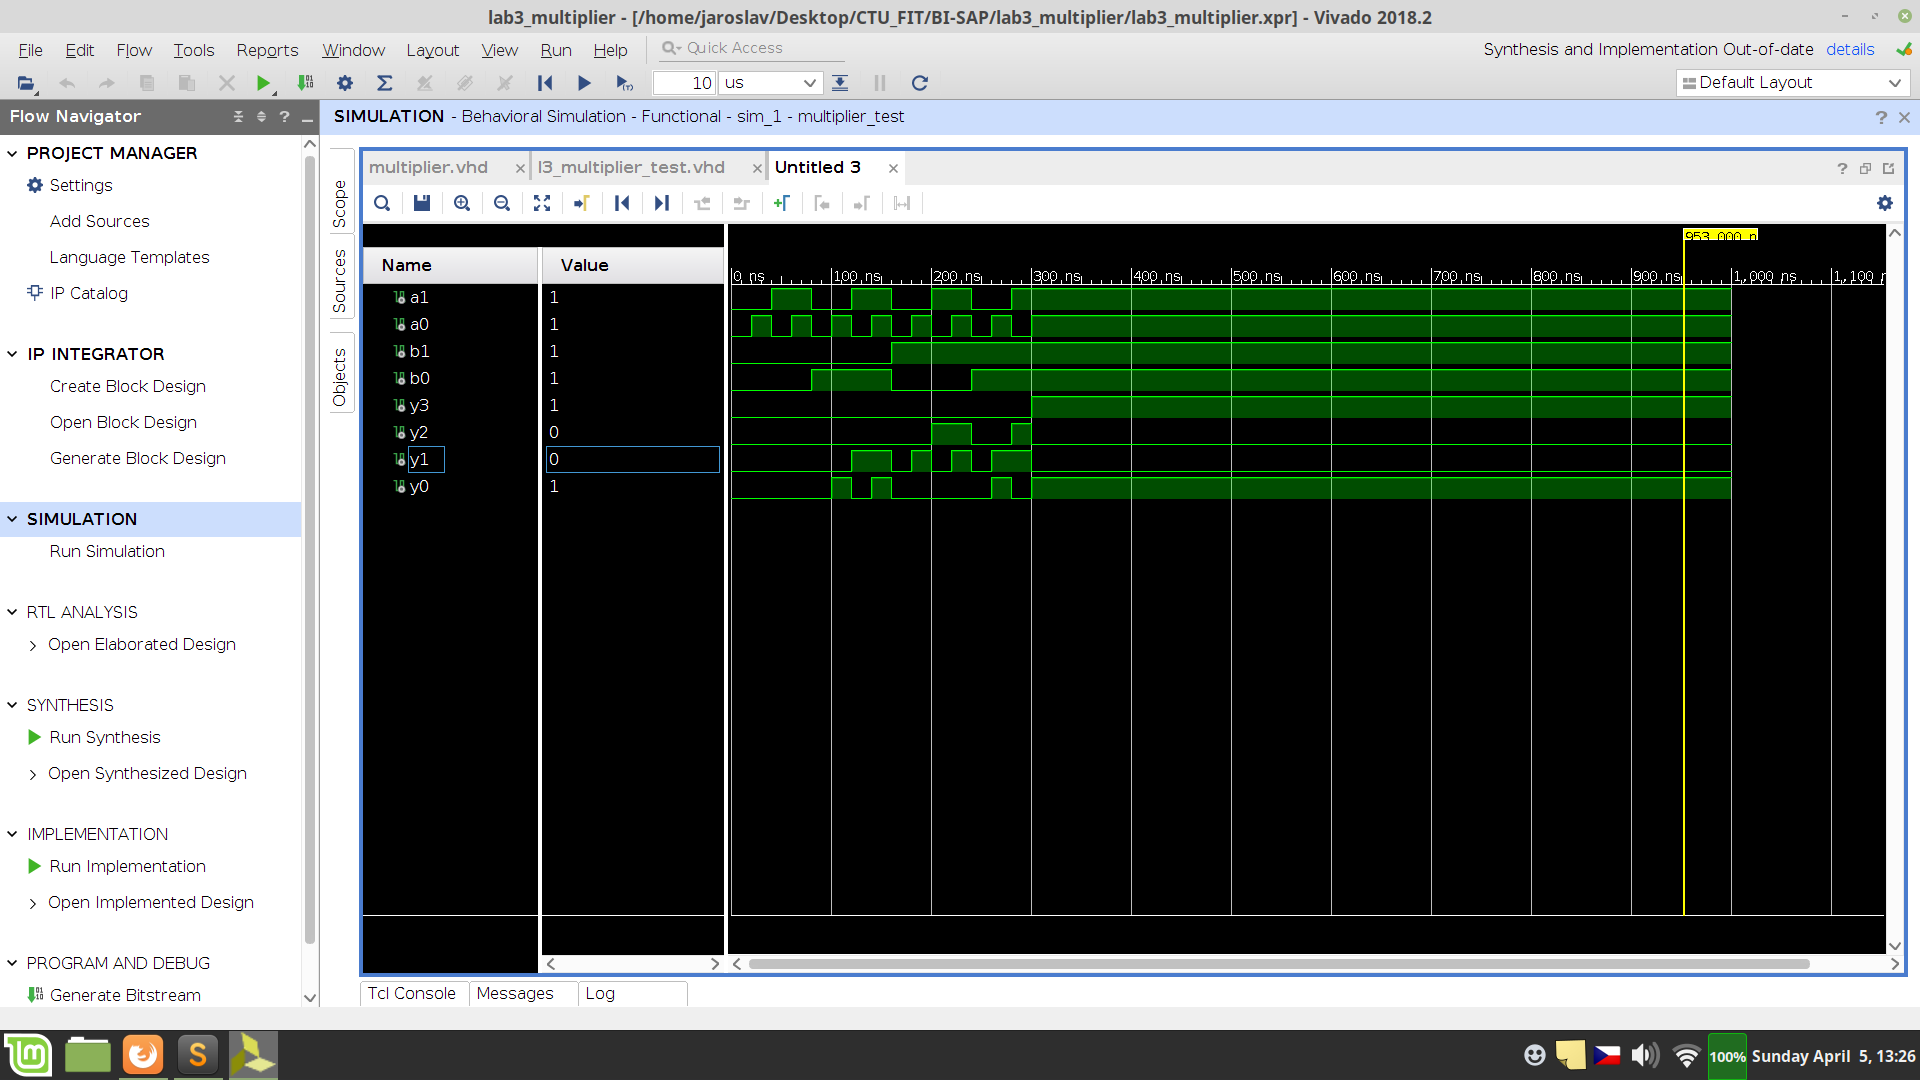 lab3_multiplier - [/home/jaroslav/Desktop/CTU_FIT/BI-SAP/lab3_multiplier/lab3_multiplier.xpr] - Vivado 2018.2
File Edit Flow Tools Reports Window Layout View Run Help Quick Access
Synthesis and Implementation Out-of-date details
10 us
Default Layout
Flow Navigator
SIMULATION - Behavioral Simulation - Functional - sim_1 - multiplier_test
PROJECT MANAGER
Settings
Add Sources
Language Templates
IP Catalog
IP INTEGRATOR
Create Block Design
Open Block Design
Generate Block Design
SIMULATION
Run Simulation
RTL ANALYSIS
Open Elaborated Design
SYNTHESIS
Run Synthesis
Open Synthesized Design
IMPLEMENTATION
Run Implementation
Open Implemented Design
PROGRAM AND DEBUG
Generate Bitstream
Scope
Sources
Objects
multiplier.vhd l3_multiplier_test.vhd Untitled 3
953.000 n
Name Value
0 ns 100 ns 200 ns 300 ns 400 ns 500 ns 600 ns 700 ns 800 ns 900 ns 1,000 ns 1,100 n
a1 1
a0 1
b1 1
b0 1
y3 1
y2 0
y1 0
y0 1
Tcl Console Messages Log
100% Sunday April 5, 13:26